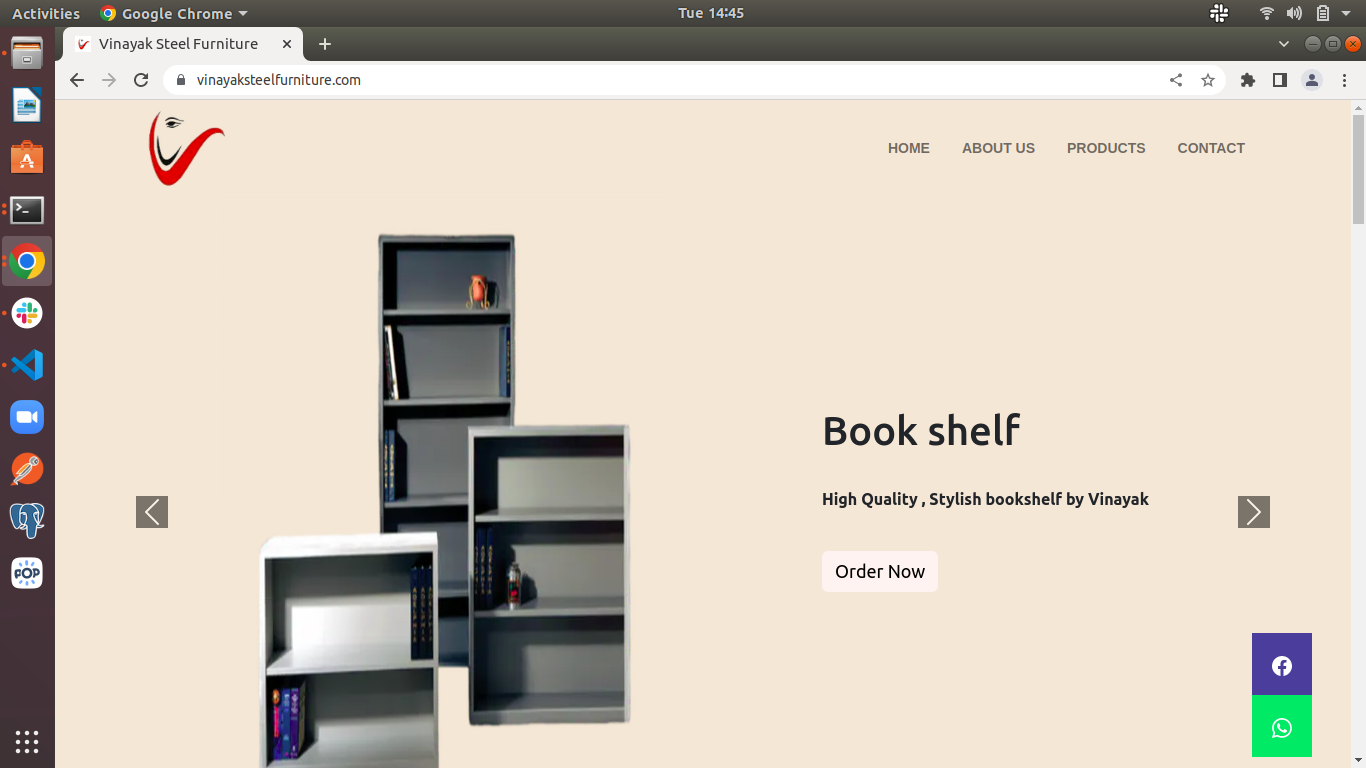 Activities
Google Chrome
Tue 14:45
Vinayak Steel Furniture
vinayaksteelfurniture.com
HOME
ABOUT US
PRODUCTS
CONTACT
Book shelf
High Quality , Stylish bookshelf by Vinayak
Order Now
POP